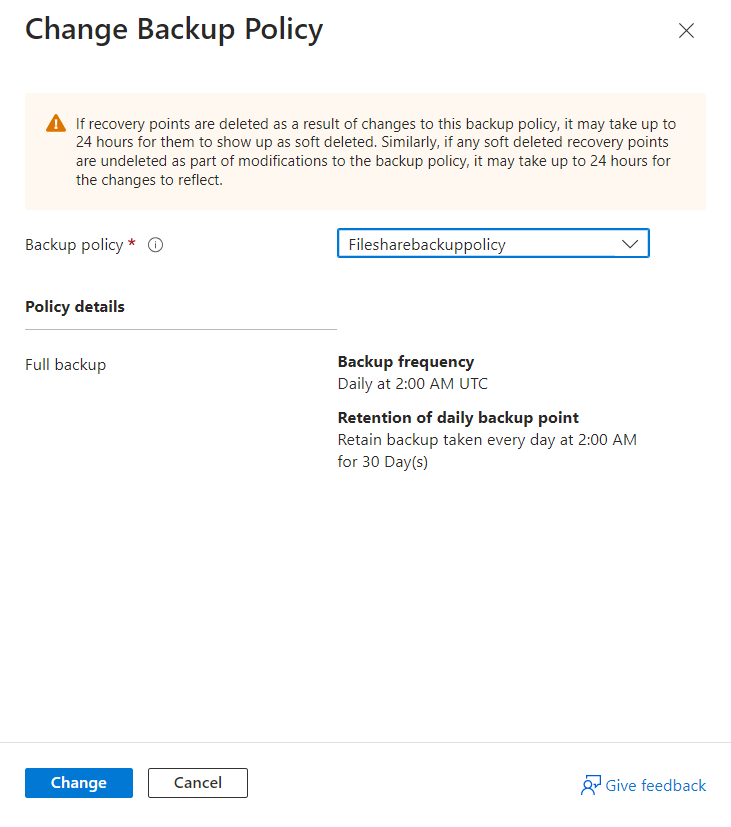 Change Backup Policy
If recovery points are deleted as a result of changes to this backup policy, it may take up to
24 hours for them to show up as soft deleted. Similarly, if any soft deleted recovery points
are undeleted as part of modifications to the backup policy, it may take up to 24 hours for
the changes to reflect.
Backup policy *
Filesharebackuppolicy
Policy details
Full backup
Backup frequency
Daily at 2:00 AM UTC
Retention of daily backup point
Retain backup taken every day at 2:00 AM
for 30 Day(s)
Change
Cancel
Give feedback